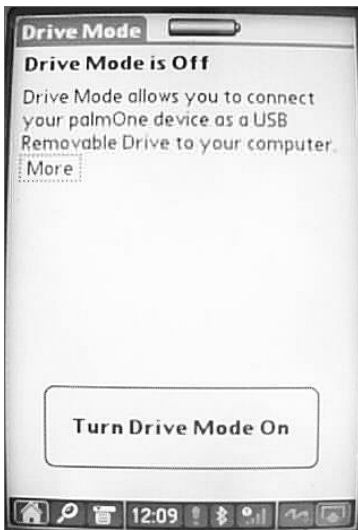 Drive Mode
Drive Mode is Off
Drive Mode allows you to connect
your palmOne device as a USB
Removable Drive to your computer.
More
Turn Drive Mode On
12:09